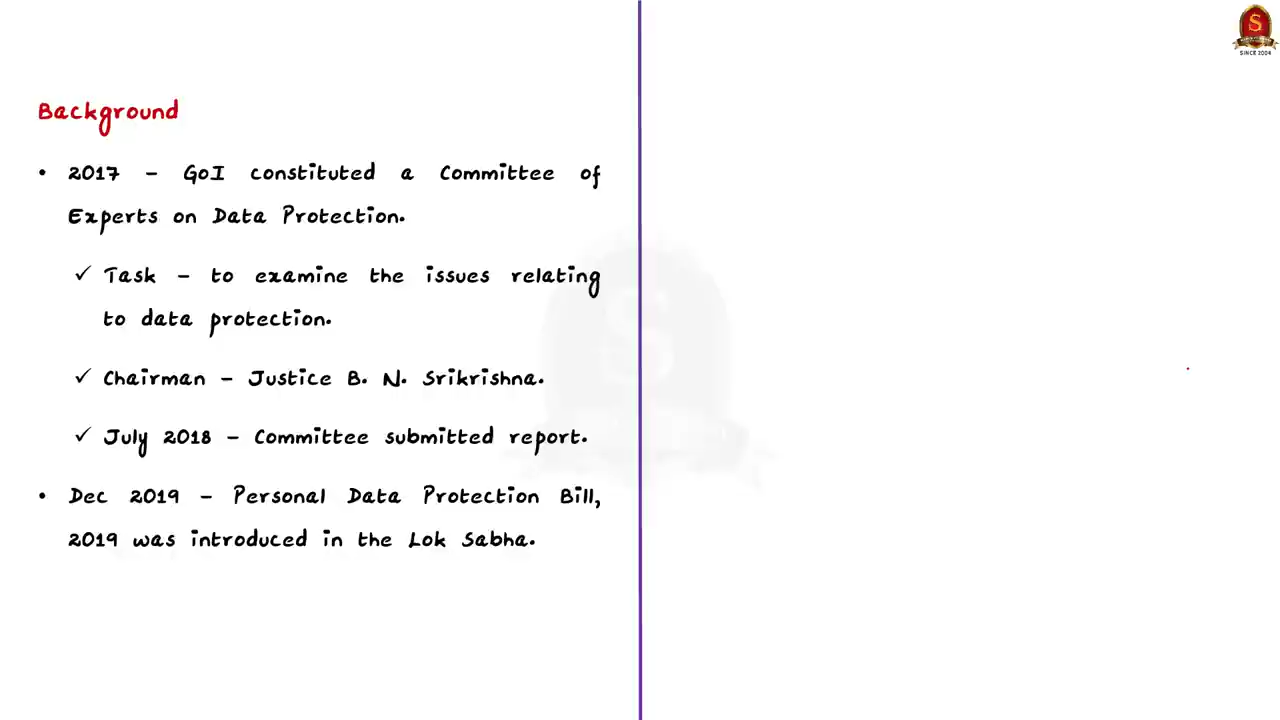 Background
• 2017 - GoI constituted a Committee of
Experts on Data Protection.
✓ Task - to examine the issues relating
to data protection.
✓ Chairman - Justice B. N. Srikrishna.
✓ July 2018 - Committee submitted report.
• Dec 2019 - Personal Data Protection Bill,
2019 was introduced in the Lok Sabha.
S
SINCE 2004